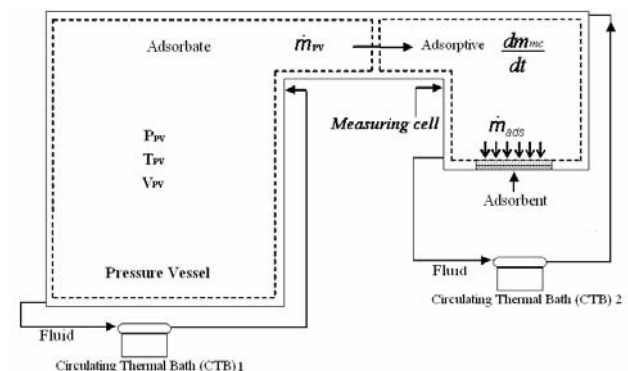 Adsorbate
ṁPV
Adsorptive
dmmc
dt
Measuring cell
ṁads
PPV
TPV
VPV
Adsorbent
Pressure Vessel
Fluid
Circulating Thermal Bath (CTB) 2
Fluid
Circulating Thermal Bath (CTB)1